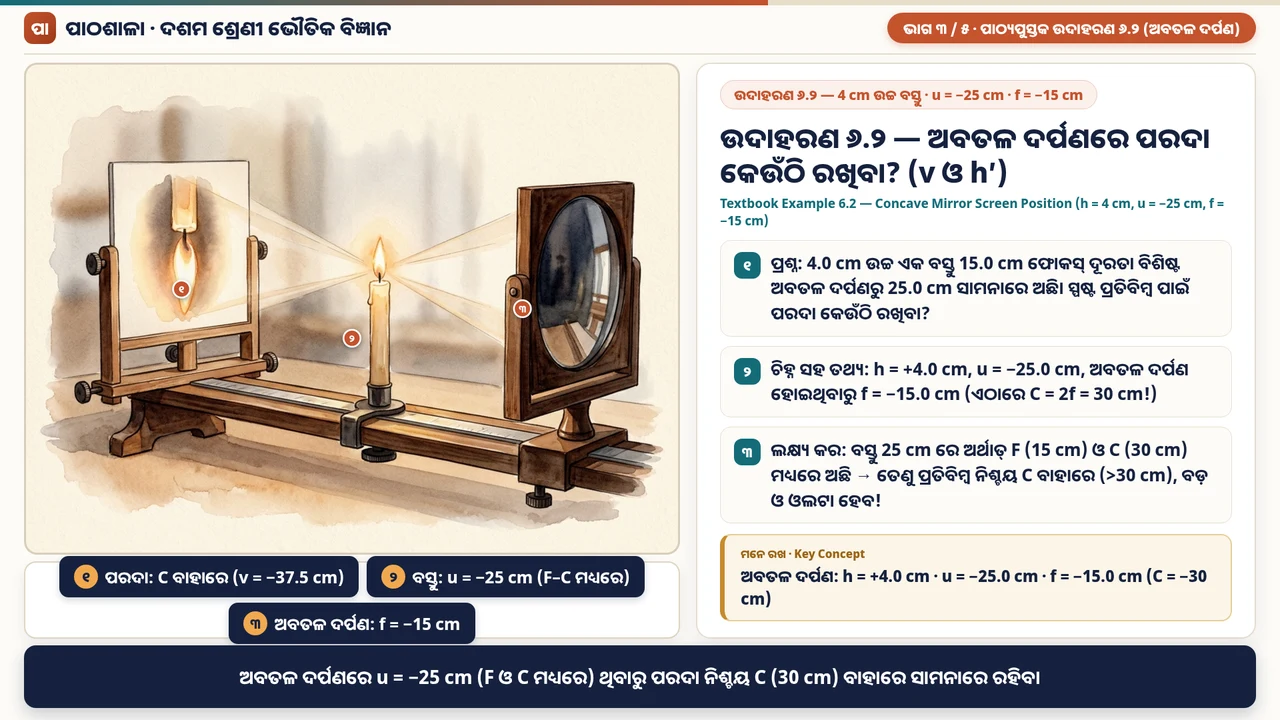 ପା ପାଠଶାଳା · ଦଶମ ଶ୍ରେଣୀ ଭୌତିକ ବିଜ୍ଞାନ
ଭାଗ ୩ / ୫ · ପାଠ୍ୟପୁସ୍ତକ ଉଦାହରଣ ୬.୨ (ଅବତଳ ଦର୍ପଣ)
୧
୨
୩
୧ ପରଦା: C ବାହାରେ (v = −37.5 cm)
୨ ବସ୍ତୁ: u = −25 cm (F–C ମଧ୍ୟରେ)
୩ ଅବତଳ ଦର୍ପଣ: f = −15 cm
ଉଦାହରଣ ୬.୨ — 4 cm ଉଚ୍ଚ ବସ୍ତୁ · u = −25 cm · f = −15 cm
ଉଦାହରଣ ୬.୨ — ଅବତଳ ଦର୍ପଣରେ ପରଦା
କେଉଁଠି ରଖିବା? (v ଓ h′)
Textbook Example 6.2 — Concave Mirror Screen Position (h = 4 cm, u = −25 cm, f =
−15 cm)
୧ ପ୍ରଶ୍ନ: 4.0 cm ଉଚ୍ଚ ଏକ ବସ୍ତୁ 15.0 cm ଫୋକସ୍ ଦୂରତା ବିଶିଷ୍ଟ
ଅବତଳ ଦର୍ପଣରୁ 25.0 cm ସାମନାରେ ଅଛି। ସ୍ପଷ୍ଟ ପ୍ରତିବିମ୍ବ ପାଇଁ
ପରଦା କେଉଁଠି ରଖିବା?
୨ ଚିହ୍ନ ସହ ତଥ୍ୟ: h = +4.0 cm, u = −25.0 cm, ଅବତଳ ଦର୍ପଣ
ହୋଇଥିବାରୁ f = −15.0 cm (ଏଠାରେ C = 2f = 30 cm!)
୩ ଲକ୍ଷ୍ୟ କର: ବସ୍ତୁ 25 cm ରେ ଅର୍ଥାତ୍ F (15 cm) ଓ C (30 cm)
ମଧ୍ୟରେ ଅଛି → ତେଣୁ ପ୍ରତିବିମ୍ବ ନିଶ୍ଚୟ C ବାହାରେ (>30 cm), ବଡ଼
ଓ ଓଲଟା ହେବ!
ମନେ ରଖ · Key Concept
ଅବତଳ ଦର୍ପଣ: h = +4.0 cm · u = −25.0 cm · f = −15.0 cm (C = −30
cm)
ଅବତଳ ଦର୍ପଣରେ u = −25 cm (F ଓ C ମଧ୍ୟରେ) ଥିବାରୁ ପରଦା ନିଶ୍ଚୟ C (30 cm) ବାହାରେ ସାମନାରେ ରହିବା